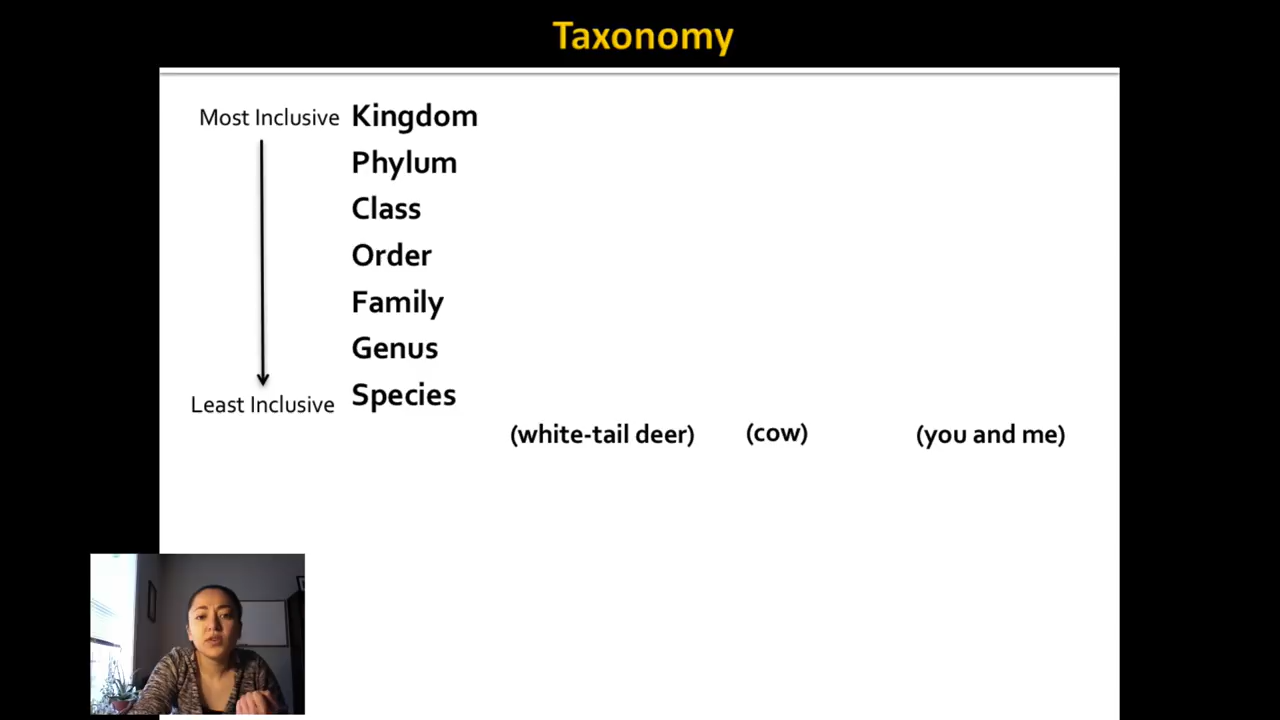 Taxonomy
Most Inclusive Kingdom
Phylum
Class
Order
Family
Genus
Least Inclusive Species
(white-tail deer) (cow) (you and me)